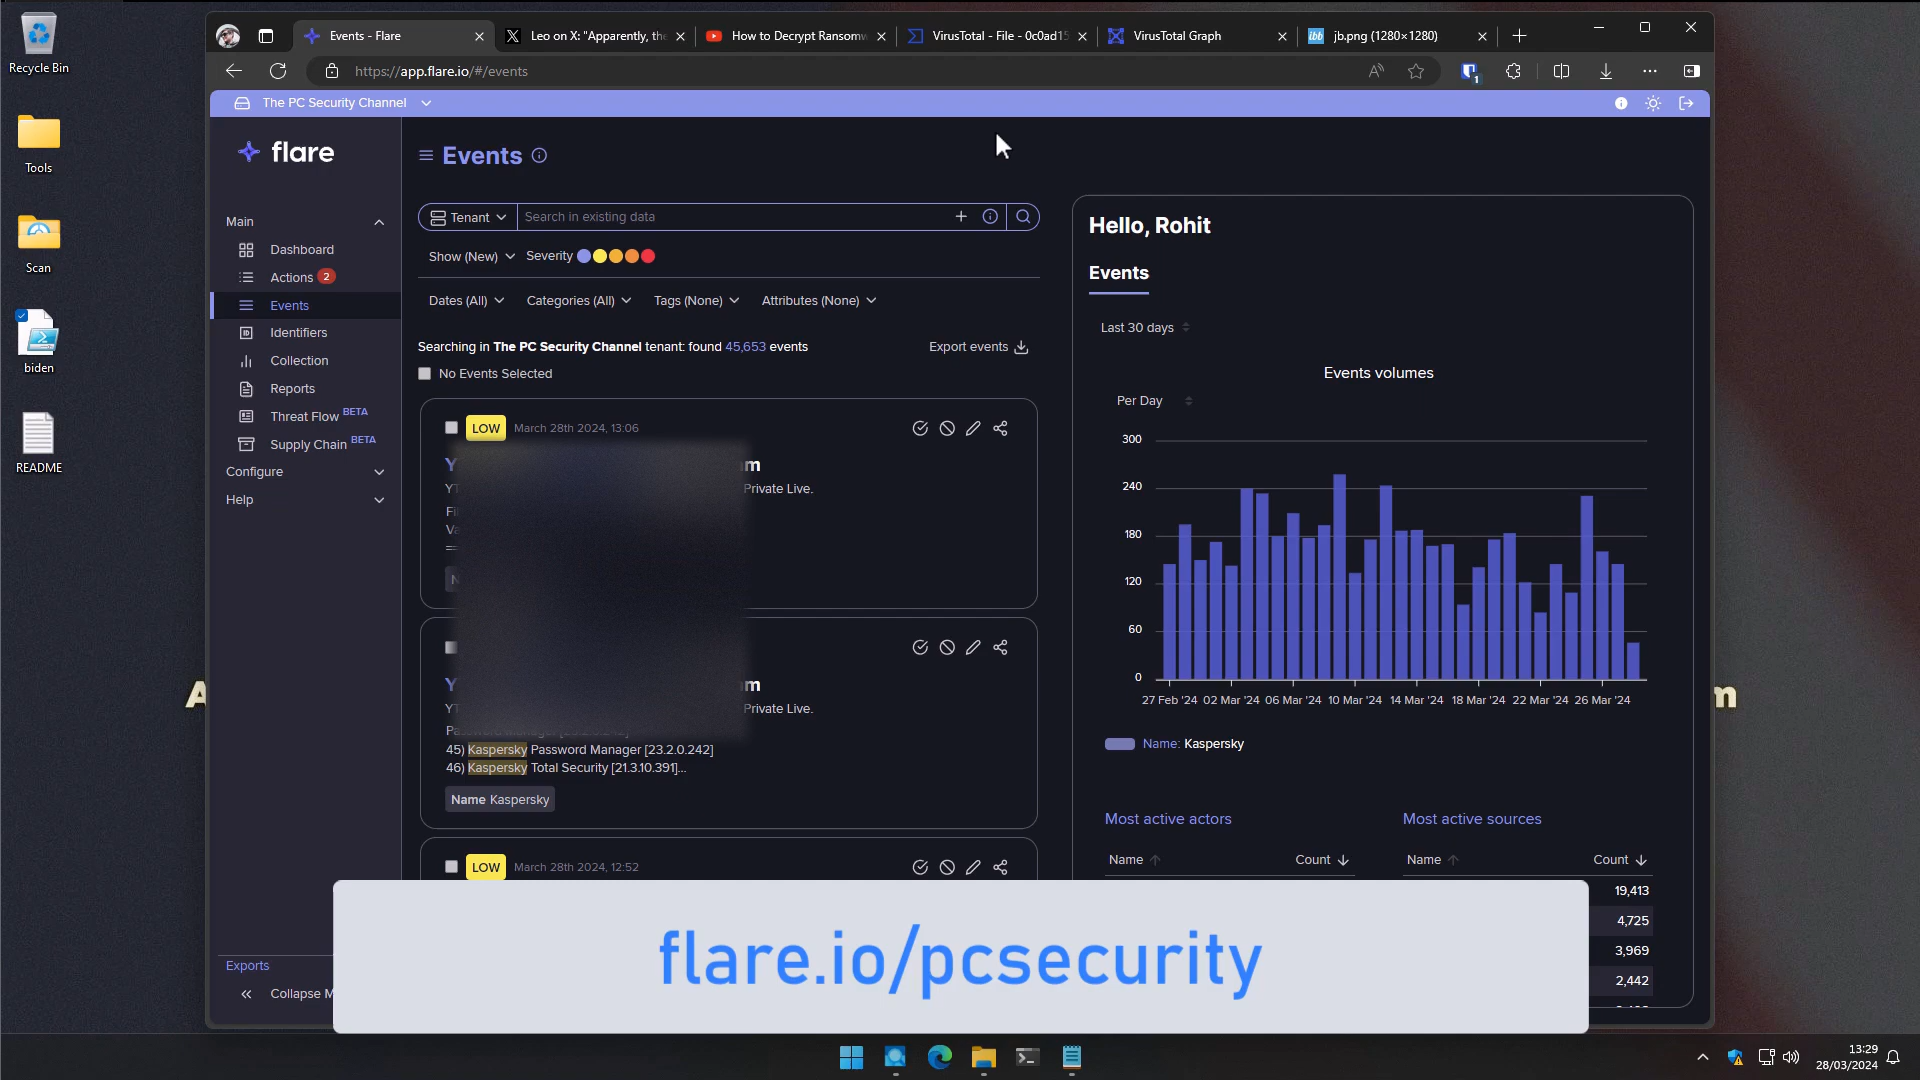 Recycle Bin
Tools
Scan
biden
README
Events - Flare
Leo on X: "Apparently, the
How to Decrypt Ransomw
VirusTotal - File - 0c0ad15
VirusTotal Graph
ibb
jb.png (1280×1280)
https://app.flare.io/#/events
1
The PC Security Channel
flare
Main
Dashboard
Actions 2
Events
Identifiers
Collection
Reports
Threat Flow BETA
Supply Chain BETA
Configure
Help
Exports
Collapse M
Events
Tenant
Search in existing data
Show (New)
Severity
Dates (All)
Categories (All)
Tags (None)
Attributes (None)
Searching in The PC Security Channel tenant: found 45,653 events
Export events
No Events Selected
LOW March 28th 2024, 13:06
Private Live.
Private Live.
45) Kaspersky Password Manager [23.2.0.242]
46) Kaspersky Total Security [21.3.10.391]...
Name Kaspersky
LOW March 28th 2024, 12:52
Hello, Rohit
Events
Last 30 days
Events volumes
Per Day
300
240
180
120
60
0
27 Feb '24 02 Mar '24 06 Mar '24 10 Mar '24 14 Mar '24 18 Mar '24 22 Mar '24 26 Mar '24
Name: Kaspersky
Most active actors
Name
Count
Most active sources
Name
Count
19,413
4,725
3,969
2,442
flare.io/pcsecurity
13:29
28/03/2024